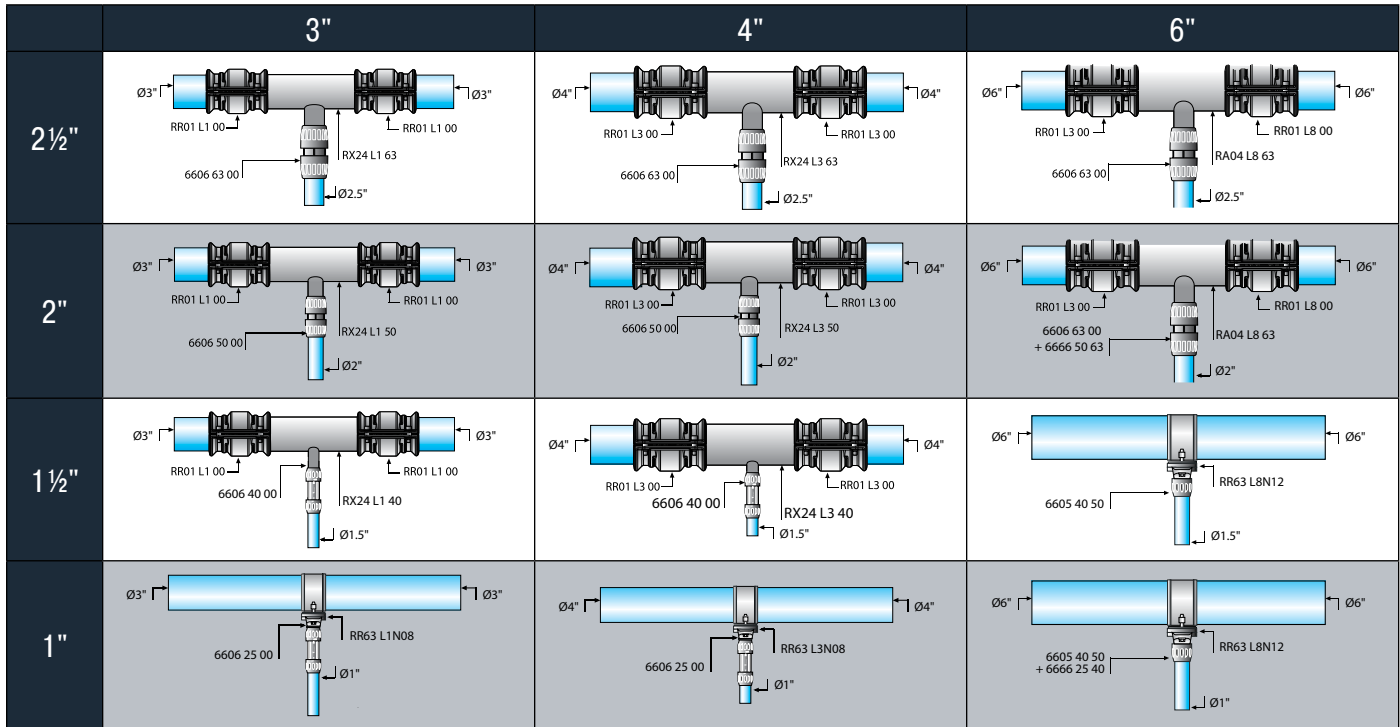 3" 4" 6"
2½"
Ø3" Ø3"
RR01 L1 00 RR01 L1 00
RX24 L1 63
6606 63 00
Ø2.5"
Ø4" Ø4"
RR01 L3 00 RR01 L3 00
RX24 L3 63
6606 63 00
Ø2.5"
Ø6" Ø6"
RR01 L3 00 RR01 L8 00
RA04 L8 63
6606 63 00
Ø2.5"
2"
Ø3" Ø3"
RR01 L1 00 RR01 L1 00
RX24 L1 50
6606 50 00
Ø2"
Ø4" Ø4"
RR01 L3 00 RR01 L3 00
6606 50 00 RX24 L3 50
Ø2"
Ø6" Ø6"
RR01 L3 00 RR01 L8 00
6606 63 00 RA04 L8 63
+ 6666 50 63
Ø2"
1½"
Ø3" Ø3"
RR01 L1 00 RR01 L1 00
6606 40 00
RX24 L1 40
Ø1.5"
Ø4" Ø4"
RR01 L3 00 RR01 L3 00
6606 40 00
RX24 L3 40
Ø1.5"
Ø6" Ø6"
RR63 L8N12
6605 40 50
Ø1.5"
1"
Ø3" Ø3"
RR63 L1N08
6606 25 00
Ø1"
Ø4" Ø4"
RR63 L3N08
6606 25 00
Ø1"
Ø6" Ø6"
RR63 L8N12
6605 40 50
+ 6666 25 40
Ø1"